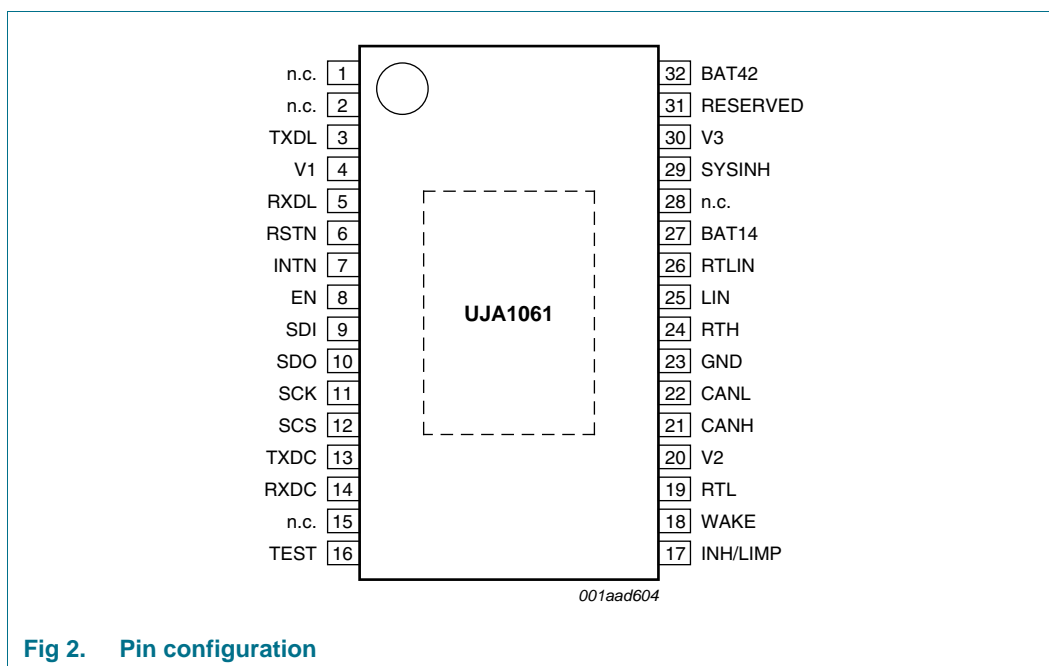 n.c. 1
n.c. 2
TXDL 3
V1 4
RXDL 5
RSTN 6
INTN 7
EN 8
SDI 9
SDO 10
SCK 11
SCS 12
TXDC 13
RXDC 14
n.c. 15
TEST 16
UJA1061
32 BAT42
31 RESERVED
30 V3
29 SYSINH
28 n.c.
27 BAT14
26 RTLIN
25 LIN
24 RTH
23 GND
22 CANL
21 CANH
20 V2
19 RTL
18 WAKE
17 INH/LIMP
001aad604
Fig 2. Pin configuration